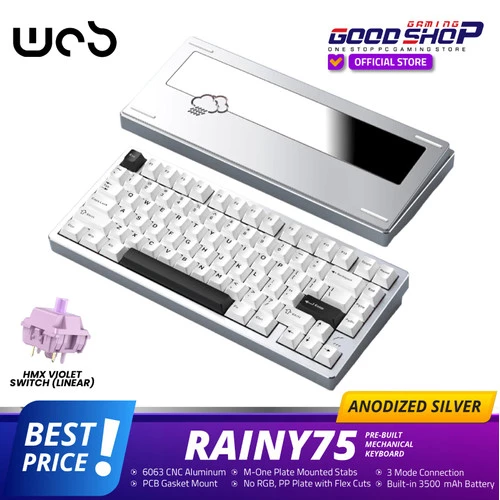 wob
GAMING
GOODSHOP
ONE STOP PC GAMING STORE
OFFICIAL STORE
HMX VIOLET
SWITCH (LINEAR)
ANODIZED SILVER
BEST
PRICE!
RAINY75
PRE-BUILT
MECHANICAL
KEYBOARD
• 6063 CNC Aluminum
• M-One Plate Mounted Stabs
• 3 Mode Connection
• PCB Gasket Mount
• No RGB, PP Plate with Flex Cuts
• Built-in 3500 mAh Battery